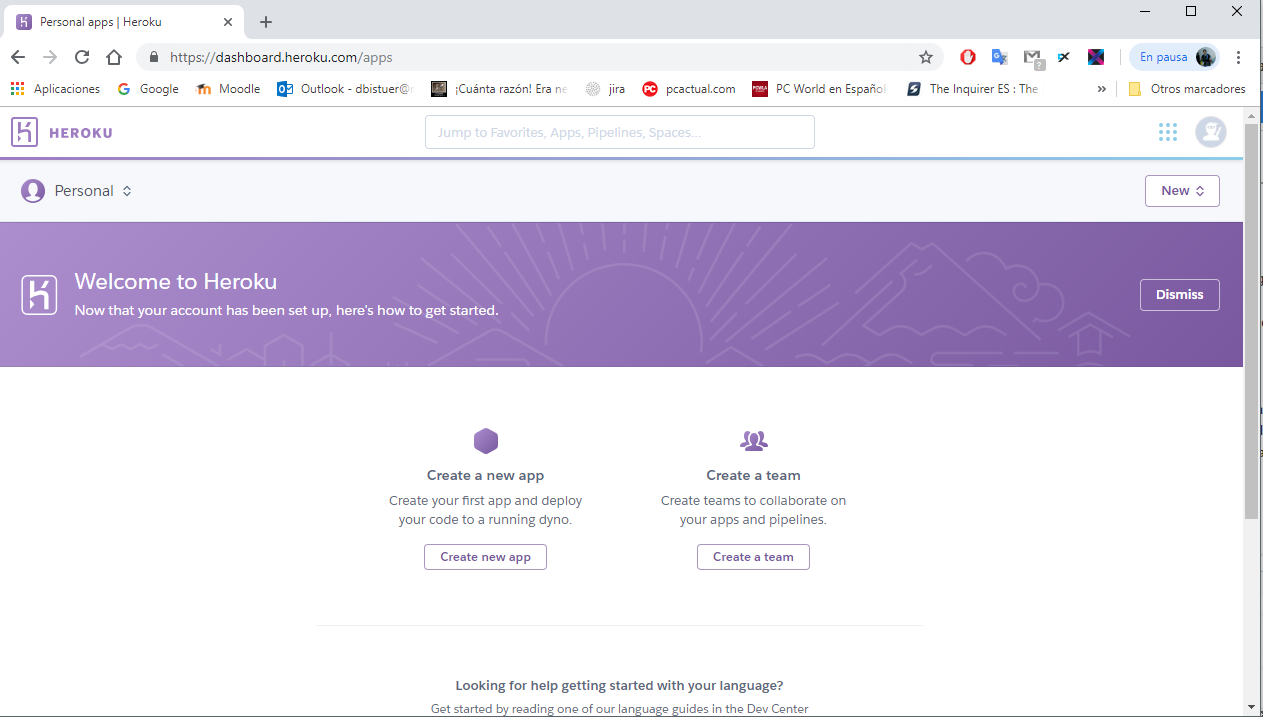 Personal apps | Heroku
https://dashboard.heroku.com/apps
En pausa
?
Aplicaciones
Google
Moodle
Outlook - dbistuer@
¡Cuánta razón! Era ne
jira
PC
pcactual.com
PC World en Español
S
The Inquirer ES : The
»
Otros marcadores
HEROKU
Jump to Favorites, Apps, Pipelines, Spaces...
Personal
New
Welcome to Heroku
Now that your account has been set up, here's how to get started.
Dismiss
Create a new app
Create your first app and deploy
your code to a running dyno.
Create new app
Create a team
Create teams to collaborate on
your apps and pipelines.
Create a team
Looking for help getting started with your language?
Get started by reading one of our language guides in the Dev Center